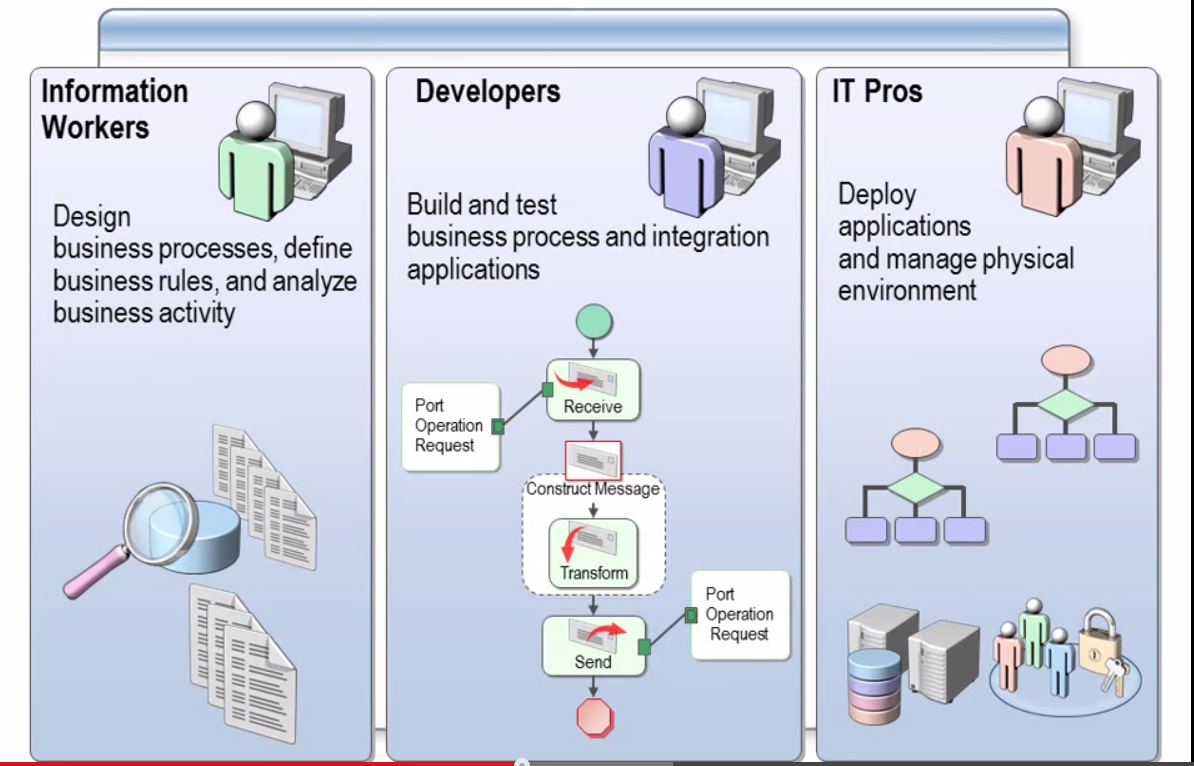 Information
Workers
Design
business processes, define
business rules, and analyze
business activity
Developers
Build and test
business process and integration
applications
Port
Operation
Request
Receive
Construct Message
Transform
Send
Port
Operation
Request
IT Pros
Deploy
applications
and manage physical
environment